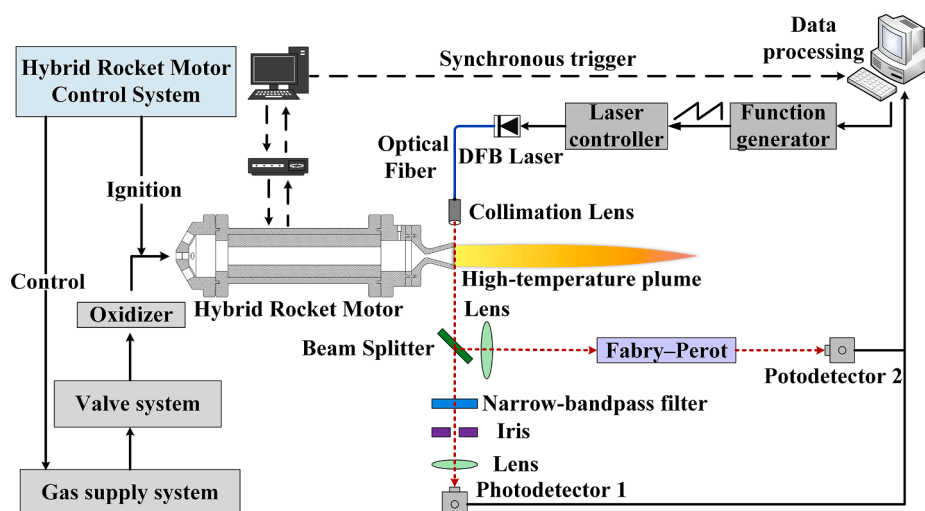 Hybrid Rocket Motor
Control System
Synchronous trigger
Data
processing
Laser
controller
Function
generator
DFB Laser
Optical
Fiber
Ignition
Collimation Lens
Control
High-temperature plume
Hybrid Rocket Motor
Oxidizer
Lens
Beam Splitter
Fabry–Perot
Potodetector 2
Valve system
Narrow-bandpass filter
Iris
Lens
Gas supply system
Photodetector 1